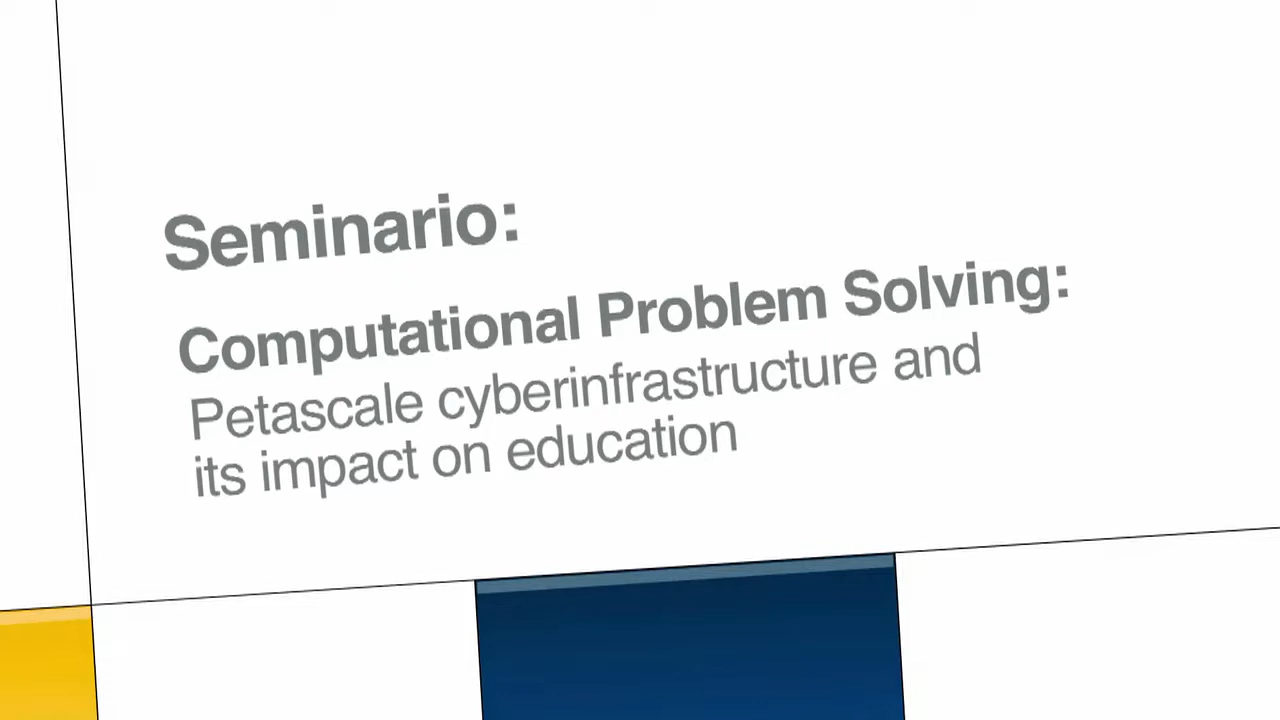 Seminario:
Computational Problem Solving:
Petascale cyberinfrastructure and
its impact on education